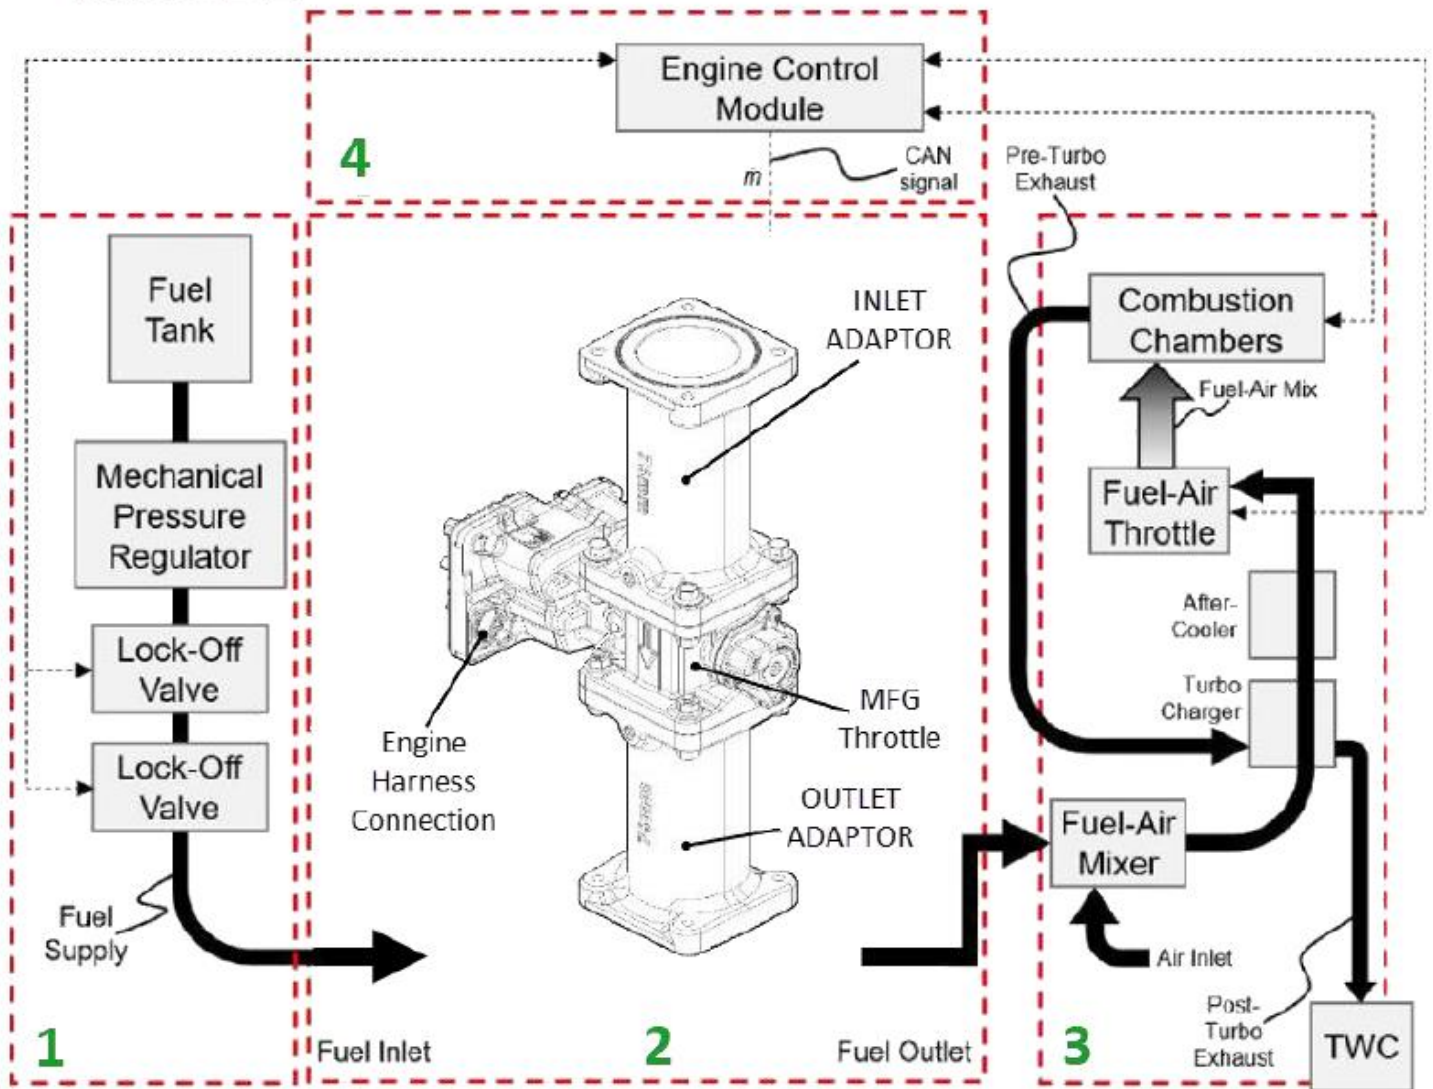 Engine Control
Module
4
CAN
signal
ṁ
Pre-Turbo
Exhaust
Fuel
Tank
Mechanical
Pressure
Regulator
Lock-Off
Valve
Lock-Off
Valve
Fuel
Supply
1
INLET
ADAPTOR
Engine
Harness
Connection
MFG
Throttle
OUTLET
ADAPTOR
Fuel Inlet
2
Fuel Outlet
Combustion
Chambers
Fuel-Air Mix
Fuel-Air
Throttle
After-
Cooler
Turbo
Charger
Fuel-Air
Mixer
Air Inlet
Post-
Turbo
Exhaust
3
TWC